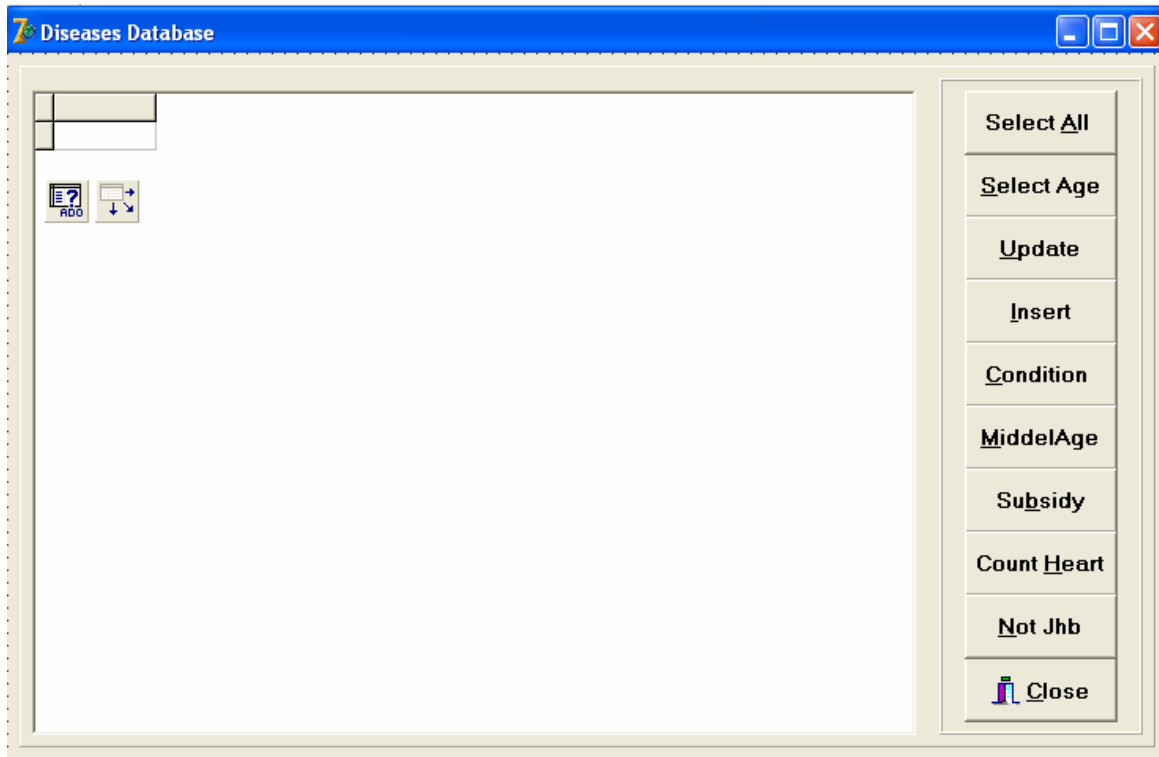 Diseases Database
Select All
Select Age
Update
Insert
Condition
MiddelAge
Subsidy
Count Heart
Not Jhb
Close
ADO